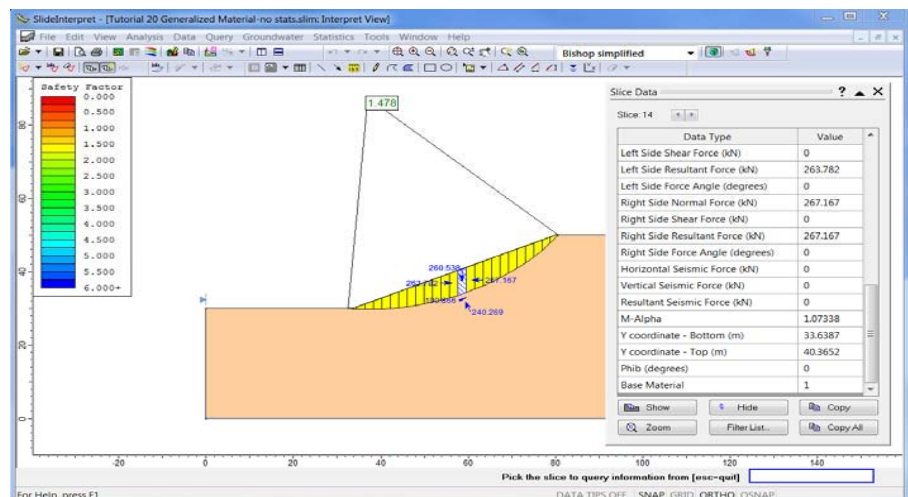 SlideInterpret - [Tutorial 20 Generalized Material-no stats.slim; Interpret View]
File Edit View Analysis Data Query Groundwater Statistics Tools Window Help
Bishop simplified
Safety Factor
0.000
0.500
1.000
1.500
2.000
2.500
3.000
3.500
4.000
4.500
5.000
5.500
6.000+
1.478
260.538
240.269
80
60
40
20
0
-20 0 20 40 60 80 100 120 140
Slice Data
Slice: 14
Data Type Value
Left Side Shear Force (kN) 0
Left Side Resultant Force (kN) 263.782
Left Side Force Angle (degrees) 0
Right Side Normal Force (kN) 267.167
Right Side Shear Force (kN) 0
Right Side Resultant Force (kN) 267.167
Right Side Force Angle (degrees) 0
Horizontal Seismic Force (kN) 0
Vertical Seismic Force (kN) 0
Resultant Seismic Force (kN) 0
M-Alpha 1.07338
Y coordinate - Bottom (m) 33.6387
Y coordinate - Top (m) 40.3652
Phib (degrees) 0
Base Material 1
Show Hide Copy
Zoom Filter List... Copy All
Pick the slice to query information from [esc=quit]
For Help, press F1 DATA TIPS OFF SNAP GRID ORTHO OSNAP